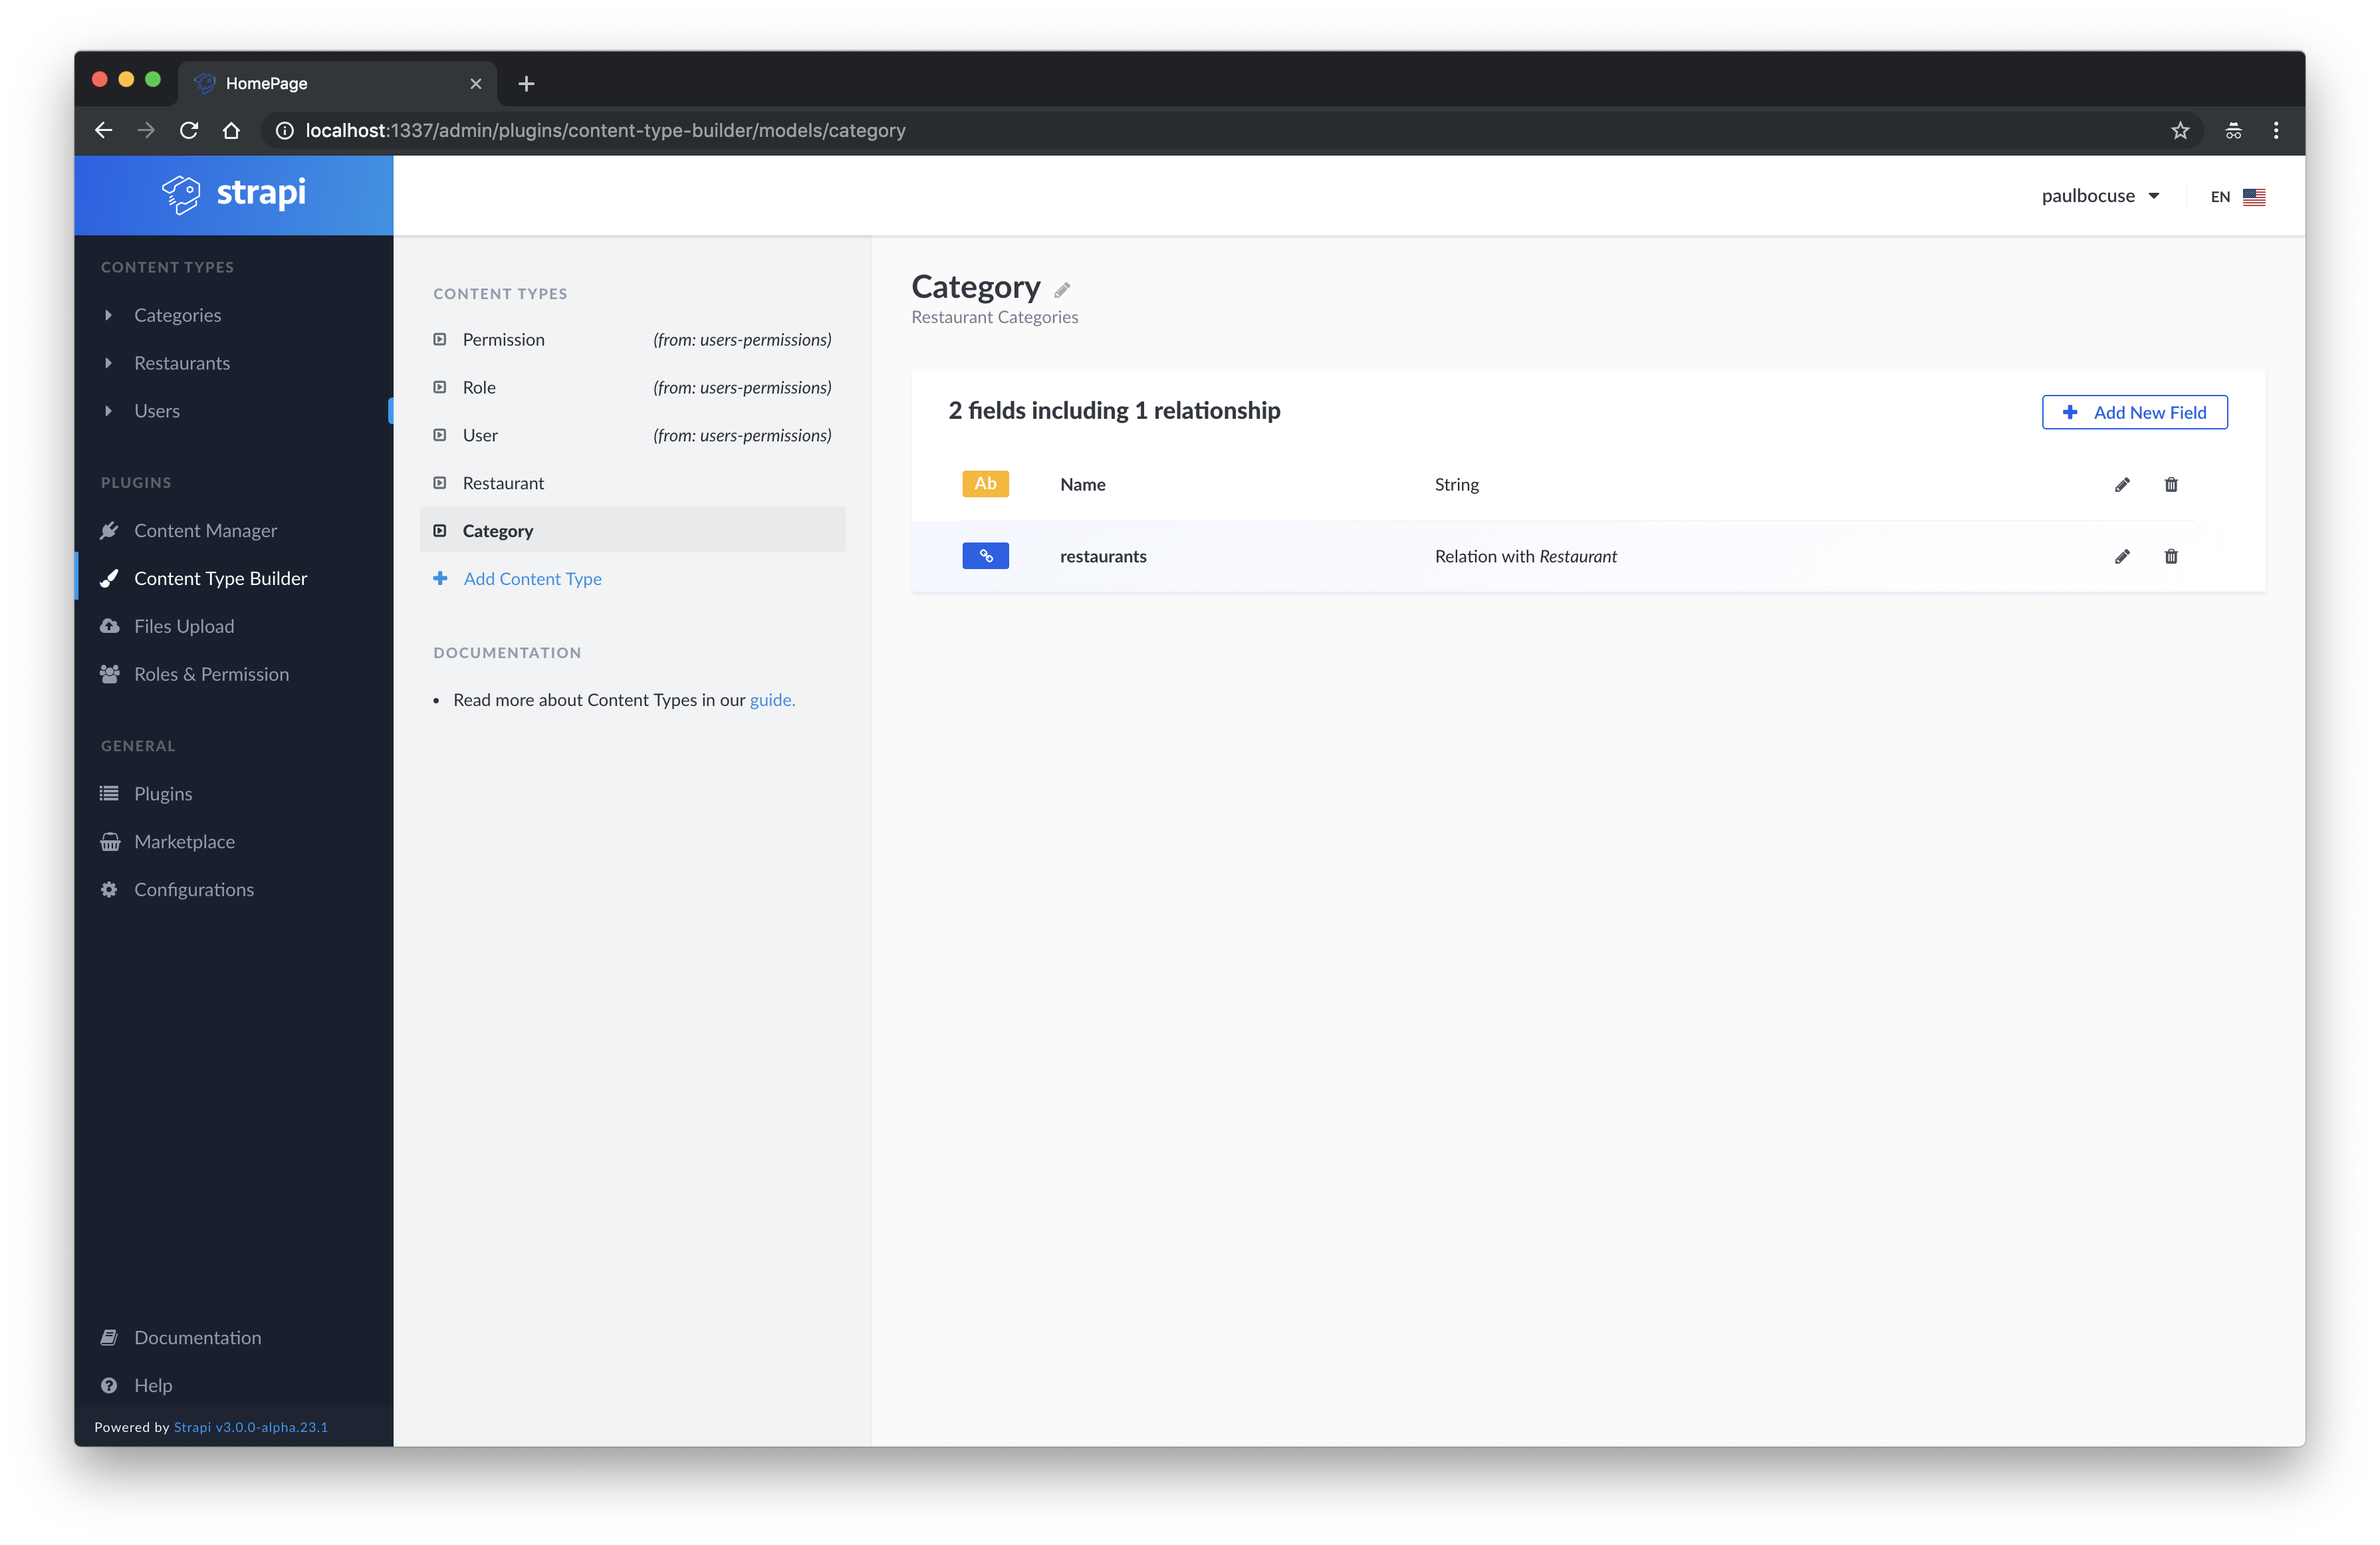 HomePage
localhost:1337/admin/plugins/content-type-builder/models/category
strapi
paulbocuse
EN
CONTENT TYPES
Categories
Restaurants
Users
PLUGINS
Content Manager
Content Type Builder
Files Upload
Roles & Permission
GENERAL
Plugins
Marketplace
Configurations
Documentation
Help
Powered by Strapi v3.0.0-alpha.23.1
CONTENT TYPES
Permission (from: users-permissions)
Role (from: users-permissions)
User (from: users-permissions)
Restaurant
Category
Add Content Type
DOCUMENTATION
• Read more about Content Types in our guide.
Category
Restaurant Categories
2 fields including 1 relationship
Add New Field
Ab Name String
restaurants Relation with Restaurant